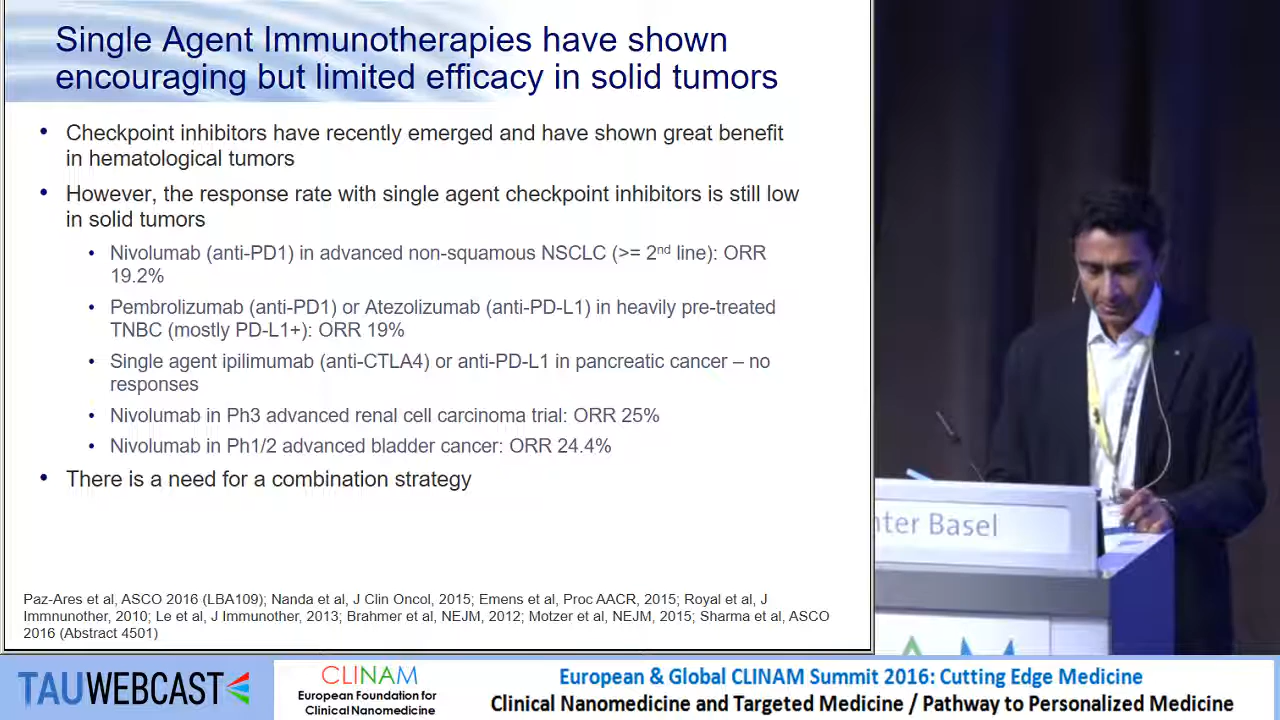 Single Agent Immunotherapies have shown
encouraging but limited efficacy in solid tumors
• Checkpoint inhibitors have recently emerged and have shown great benefit
in hematological tumors
• However, the response rate with single agent checkpoint inhibitors is still low
in solid tumors
• Nivolumab (anti-PD1) in advanced non-squamous NSCLC (>= 2nd line): ORR
19.2%
• Pembrolizumab (anti-PD1) or Atezolizumab (anti-PD-L1) in heavily pre-treated
TNBC (mostly PD-L1+): ORR 19%
• Single agent ipilimumab (anti-CTLA4) or anti-PD-L1 in pancreatic cancer – no
responses
• Nivolumab in Ph3 advanced renal cell carcinoma trial: ORR 25%
• Nivolumab in Ph1/2 advanced bladder cancer: ORR 24.4%
• There is a need for a combination strategy
Paz-Ares et al, ASCO 2016 (LBA109); Nanda et al, J Clin Oncol, 2015; Emens et al, Proc AACR, 2015; Royal et al, J
Immnunother, 2010; Le et al, J Immunother, 2013; Brahmer et al, NEJM, 2012; Motzer et al, NEJM, 2015; Sharma et al, ASCO
2016 (Abstract 4501)
nter Basel
AM
TAUWEBCAST
CLINAM
European Foundation for
Clinical Nanomedicine
European & Global CLINAM Summit 2016: Cutting Edge Medicine
Clinical Nanomedicine and Targeted Medicine / Pathway to Personalized Medicine